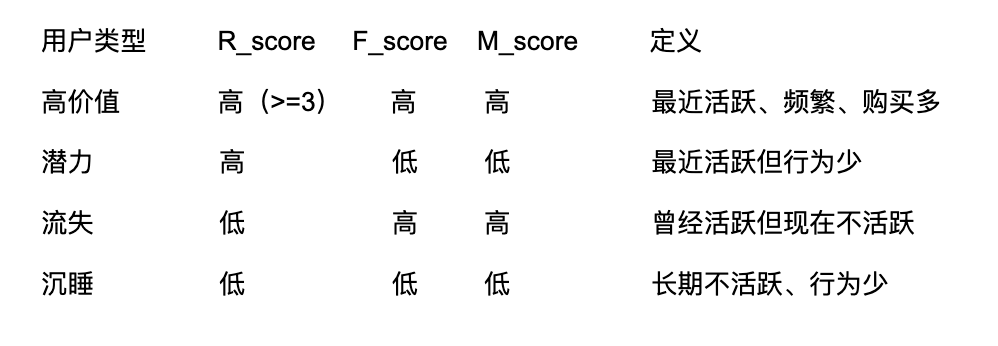 用户类型 R_score F_score M_score 定义
高价值 高（>=3） 高 高 最近活跃、频繁、购买多
潜力 高 低 低 最近活跃但行为少
流失 低 高 高 曾经活跃但现在不活跃
沉睡 低 低 低 长期不活跃、行为少